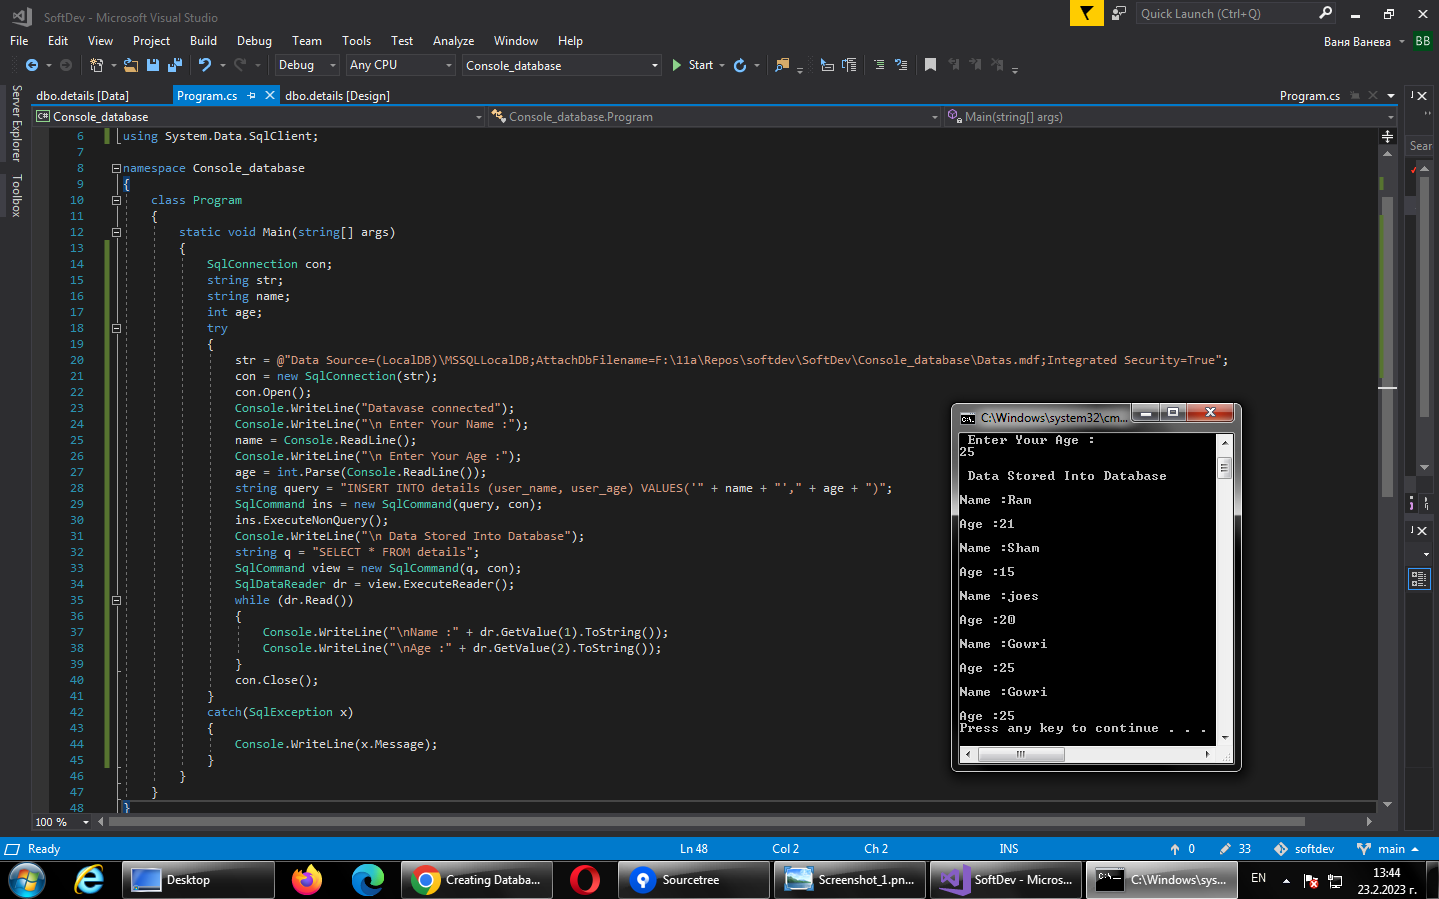 SoftDev - Microsoft Visual Studio
Quick Launch (Ctrl+Q)
File Edit View Project Build Debug Team Tools Test Analyze Window Help
Ваня Ванева
ВВ
Debug Any CPU Console_database Start
dbo.details [Data] Program.cs dbo.details [Design] Program.cs
Console_database Console_database.Program Main(string[] args)
Server Explorer
Toolbox
Sear
6 using System.Data.SqlClient;
7
8 namespace Console_database
9 {
10 class Program
11 {
12 static void Main(string[] args)
13 {
14 SqlConnection con;
15 string str;
16 string name;
17 int age;
18 try
19 {
20 str = @"Data Source=(LocalDB)\MSSQLLocalDB;AttachDbFilename=F:\11a\Repos\softdev\SoftDev\Console_database\Datas.mdf;Integrated Security=True";
21 con = new SqlConnection(str);
22 con.Open();
23 Console.WriteLine("Datavase connected");
24 Console.WriteLine("\n Enter Your Name :");
25 name = Console.ReadLine();
26 Console.WriteLine("\n Enter Your Age :");
27 age = int.Parse(Console.ReadLine());
28 string query = "INSERT INTO details (user_name, user_age) VALUES('" + name + "'," + age + ")";
29 SqlCommand ins = new SqlCommand(query, con);
30 ins.ExecuteNonQuery();
31 Console.WriteLine("\n Data Stored Into Database");
32 string q = "SELECT * FROM details";
33 SqlCommand view = new SqlCommand(q, con);
34 SqlDataReader dr = view.ExecuteReader();
35 while (dr.Read())
36 {
37 Console.WriteLine("\nName :" + dr.GetValue(1).ToString());
38 Console.WriteLine("\nAge :" + dr.GetValue(2).ToString());
39 }
40 con.Close();
41 }
42 catch(SqlException x)
43 {
44 Console.WriteLine(x.Message);
45 }
46 }
47 }
48 }
C:\Windows\system32\cm...
Enter Your Age :
25
Data Stored Into Database
Name :Ram
Age :21
Name :Sham
Age :15
Name :joes
Age :20
Name :Gowri
Age :25
Name :Gowri
Age :25
Press any key to continue . . .
100 %
Ready Ln 48 Col 2 Ch 2 INS 0 33 softdev main
Desktop Creating Databa... Sourcetree Screenshot_1.pn... SoftDev - Micros... C:\Windows\sys... EN 13:44
23.2.2023 г.